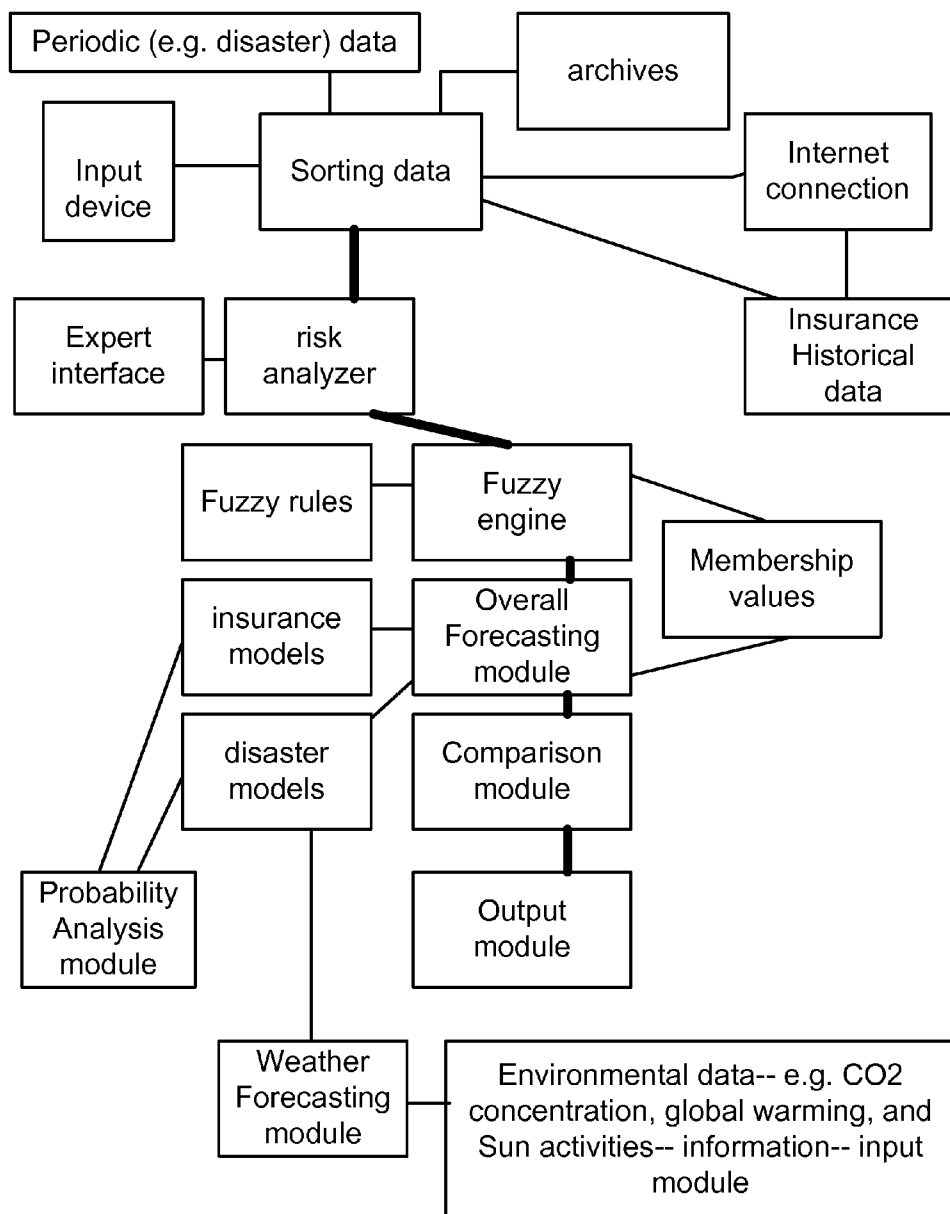 Periodic (e.g. disaster) data
archives
Input
device
Sorting data
Internet
connection
Expert
interface
risk
analyzer
Insurance
Historical
data
Fuzzy rules
Fuzzy
engine
Membership
values
insurance
models
Overall
Forecasting
module
disaster
models
Comparison
module
Probability
Analysis
module
Output
module
Weather
Forecasting
module
Environmental data-- e.g. CO2
concentration, global warming, and
Sun activities-- information-- input
module